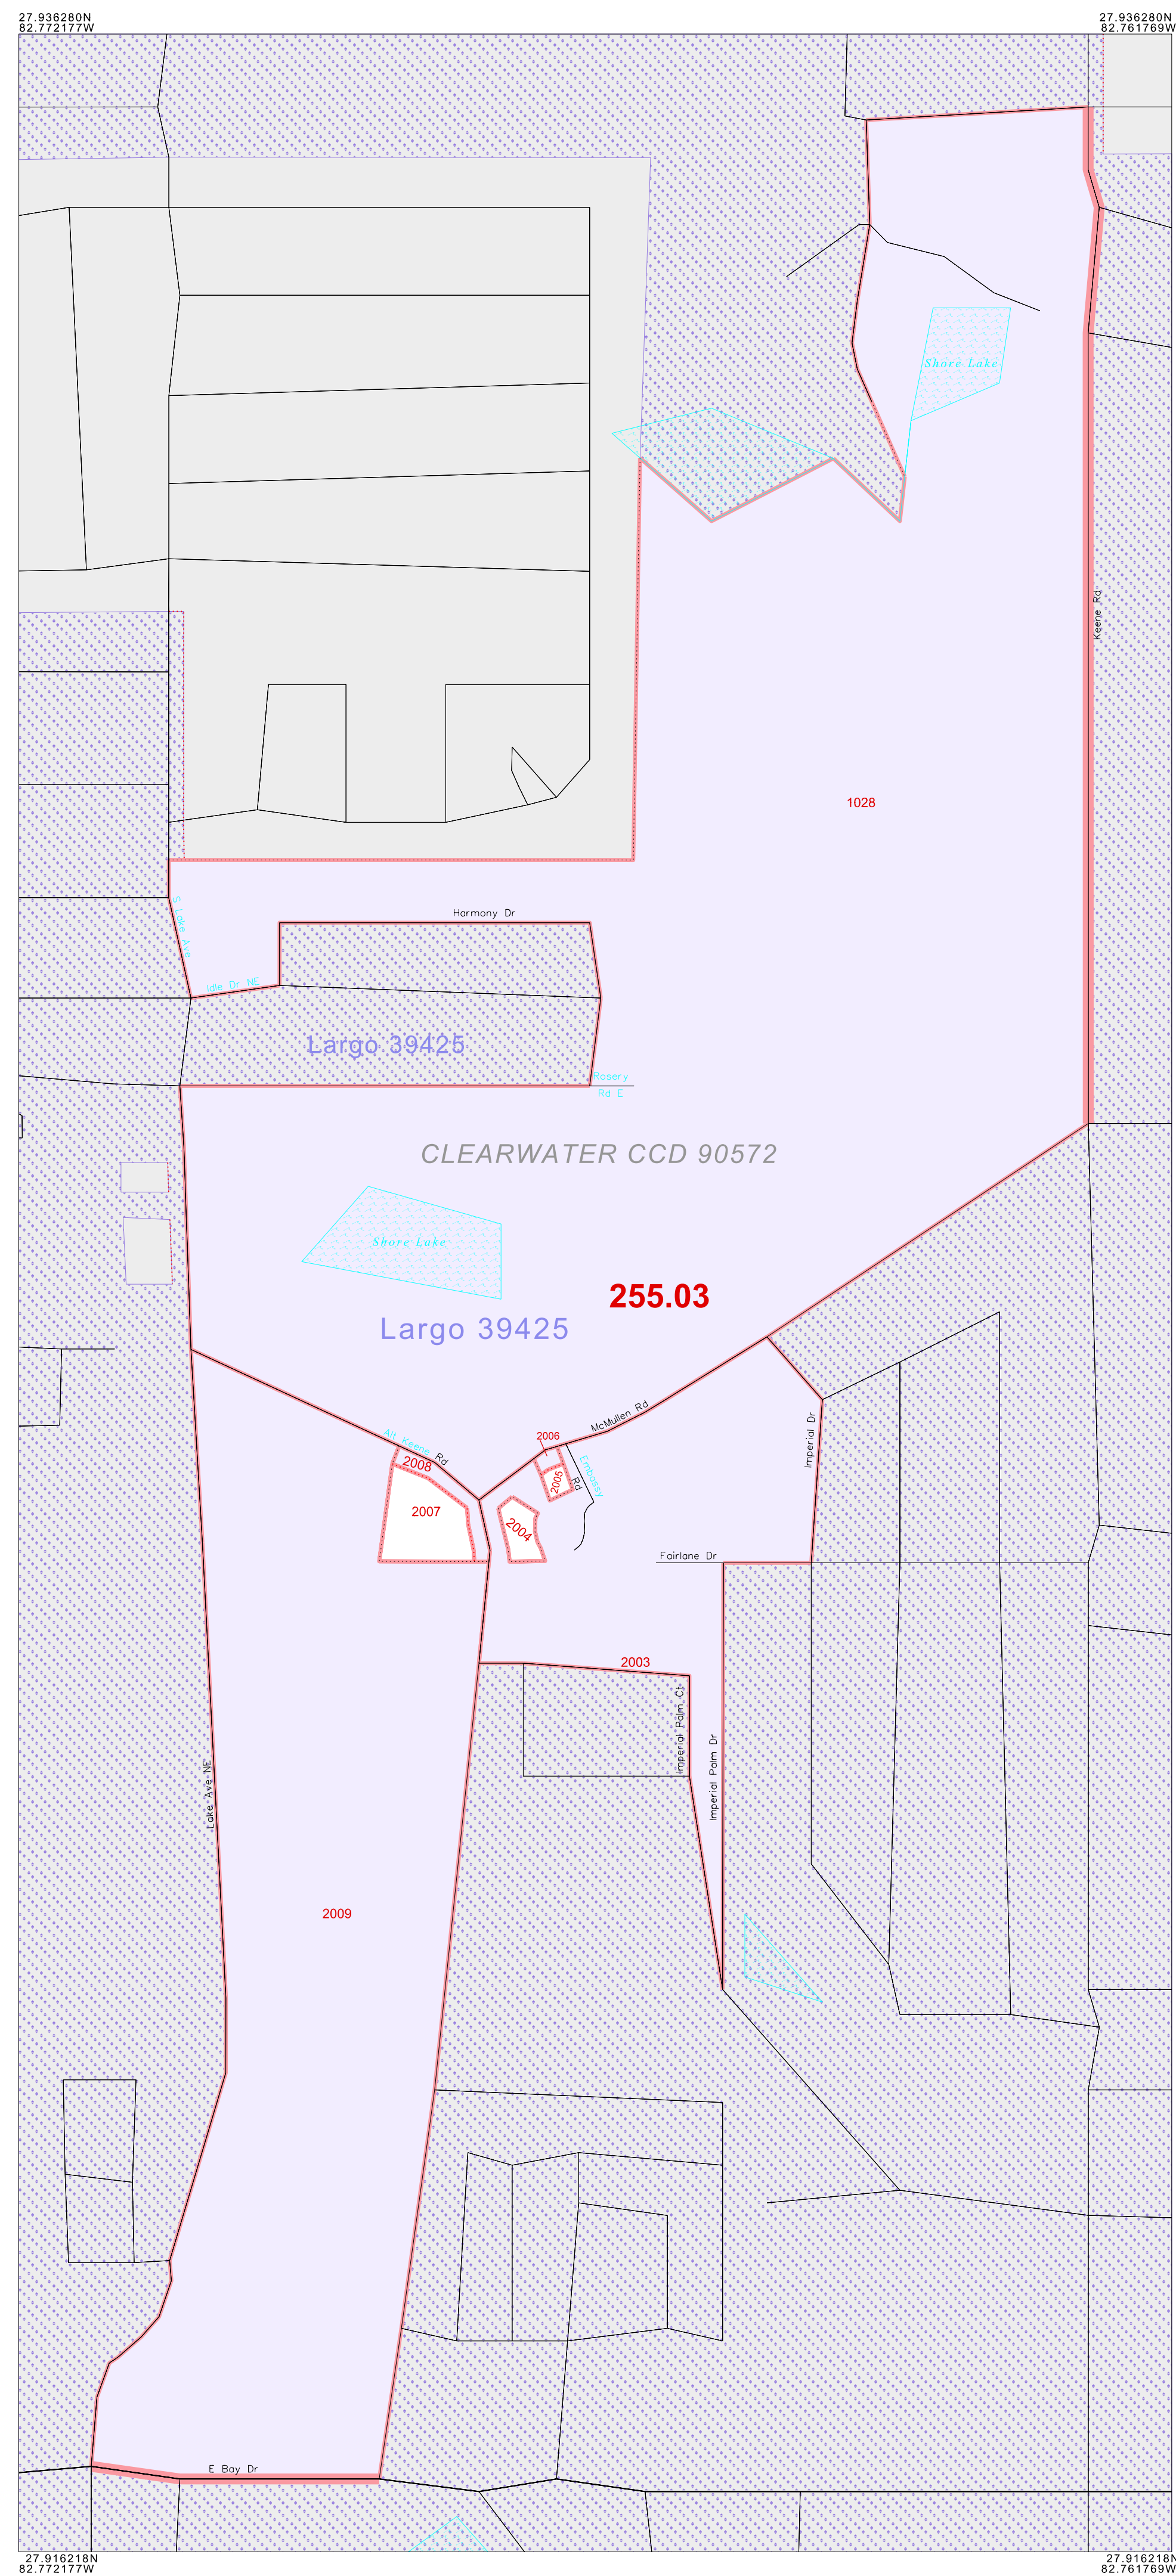 27.936280N
82.772177W
27.936280N
82.761769W
Shore Lake
Keene Rd
1028
S Lake Ave
Harmony Dr
Idle Dr NE
Largo 39425
Rosery
Rd E
CLEARWATER CCD 90572
Shore Lake
255.03
Largo 39425
McMullen Rd
Imperial Dr
Alt Keene Rd
2006
2008
2005
Embassy
Rd
2007
2004
Fairlane Dr
2003
Imperial Palm Ct
Imperial Palm Dr
Lake Ave NE
2009
E Bay Dr
27.916218N
82.772177W
27.916218N
82.761769W